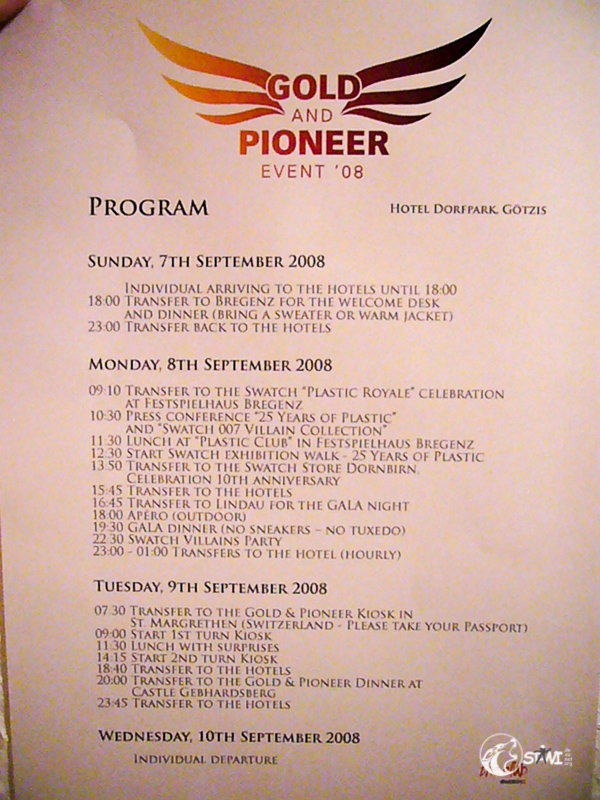 GOLD
AND
PIONEER
EVENT '08
PROGRAM
HOTEL DORFPARK, GÖTZIS
SUNDAY, 7TH SEPTEMBER 2008
INDIVIDUAL ARRIVING TO THE HOTELS UNTIL 18:00
18:00 TRANSFER TO BREGENZ FOR THE WELCOME DESK
AND DINNER (BRING A SWEATER OR WARM JACKET)
23:00 TRANSFER BACK TO THE HOTELS
MONDAY, 8TH SEPTEMBER 2008
09:10 TRANSFER TO THE SWATCH "PLASTIC ROYALE" CELEBRATION
AT FESTSPIELHAUS BREGENZ
10:30 PRESS CONFERENCE "25 YEARS OF PLASTIC"
AND "SWATCH 007 VILLAIN COLLECTION"
11:30 LUNCH AT "PLASTIC CLUB" IN FESTSPIELHAUS BREGENZ
12:30 START SWATCH EXHIBITION WALK - 25 YEARS OF PLASTIC
13:50 TRANSFER TO THE SWATCH STORE DORNBIRN,
CELEBRATION 10TH ANNIVERSARY
15:45 TRANSFER TO THE HOTELS
16:45 TRANSFER TO LINDAU FOR THE GALA NIGHT
18:00 APÉRO (OUTDOOR)
19:30 GALA DINNER (NO SNEAKERS – NO TUXEDO)
22:30 SWATCH VILLAINS PARTY
23:00 - 01:00 TRANSFERS TO THE HOTEL (HOURLY)
TUESDAY, 9TH SEPTEMBER 2008
07:30 TRANSFER TO THE GOLD & PIONEER KIOSK IN
ST. MARGRETHEN (SWITZERLAND - PLEASE TAKE YOUR PASSPORT)
09:00 START 1ST TURN KIOSK
11:30 LUNCH WITH SURPRISES
14:15 START 2ND TURN KIOSK
18:40 TRANSFER TO THE HOTELS
20:00 TRANSFER TO THE GOLD & PIONEER DINNER AT
CASTLE GEBHARDSBERG
23:45 TRANSFER TO THE HOTELS
WEDNESDAY, 10TH SEPTEMBER 2008
INDIVIDUAL DEPARTURE